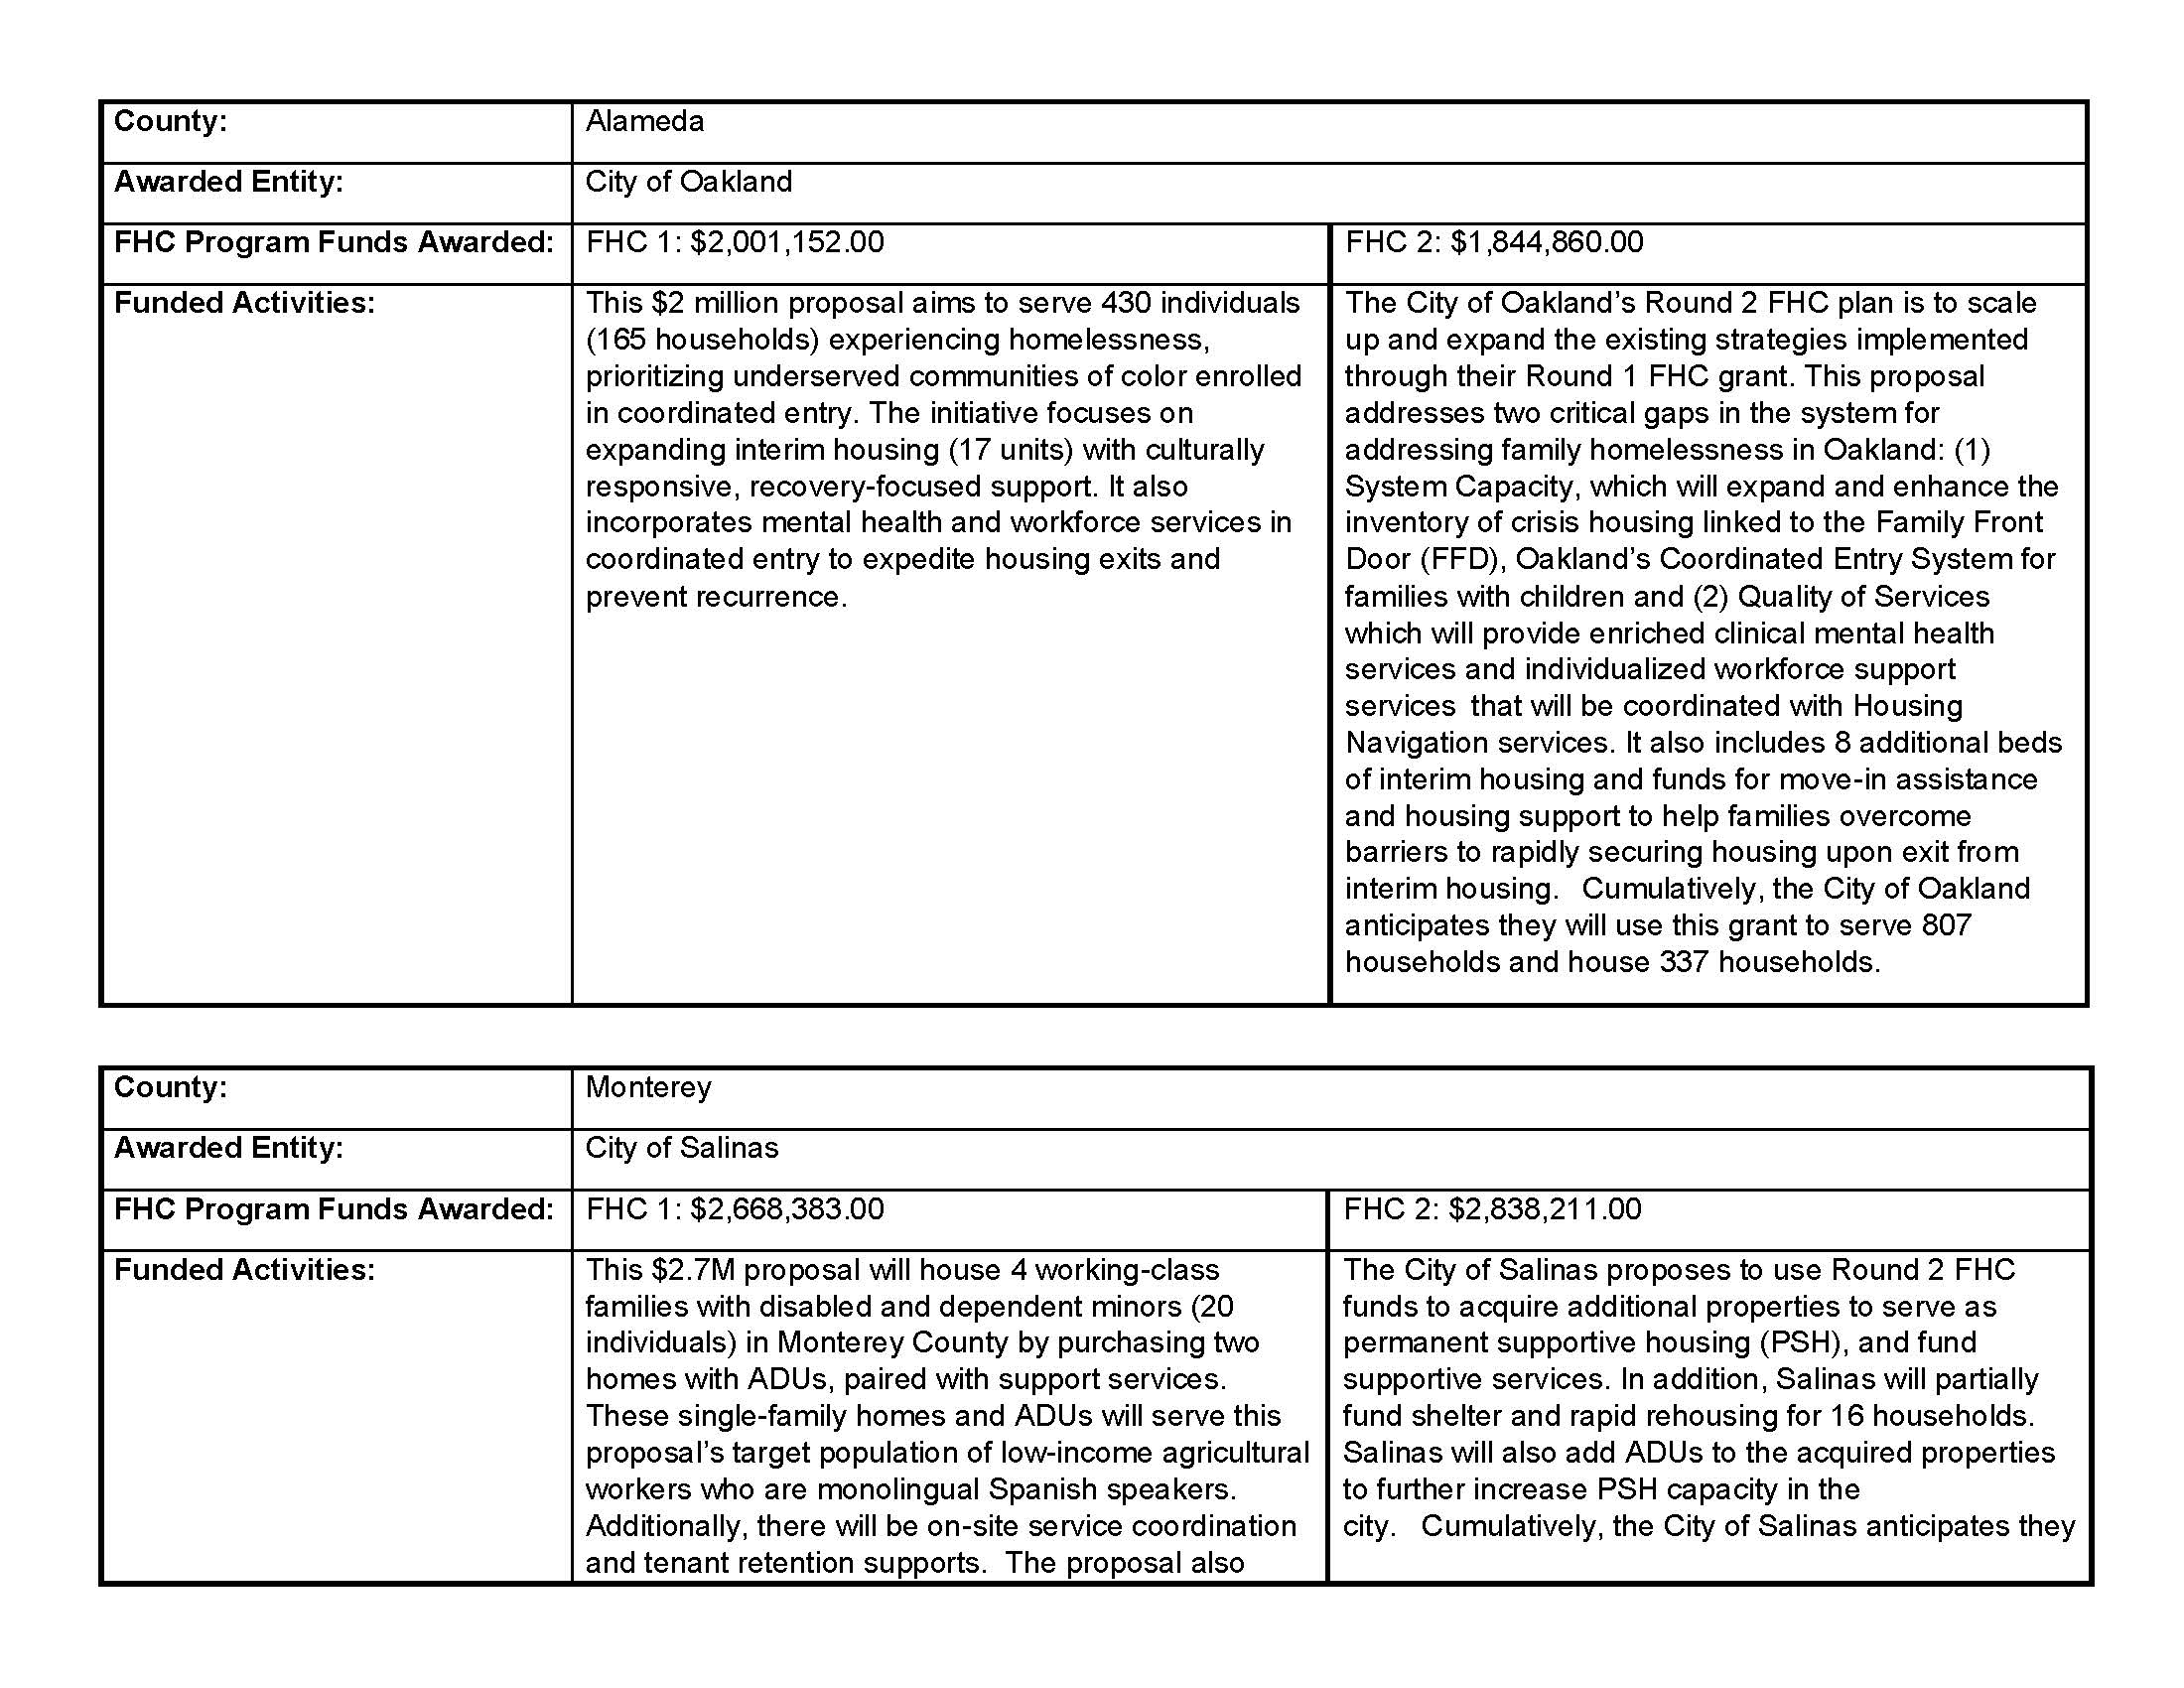 County:
Alameda
Awarded Entity:
City of Oakland
FHC Program Funds Awarded:
FHC 1: $2,001,152.00
FHC 2: $1,844,860.00
Funded Activities:
This $2 million proposal aims to serve 430 individuals
(165 households) experiencing homelessness,
prioritizing underserved communities of color enrolled
in coordinated entry. The initiative focuses on
expanding interim housing (17 units) with culturally
responsive, recovery-focused support. It also
incorporates mental health and workforce services in
coordinated entry to expedite housing exits and
prevent recurrence.
The City of Oakland’s Round 2 FHC plan is to scale
up and expand the existing strategies implemented
through their Round 1 FHC grant. This proposal
addresses two critical gaps in the system for
addressing family homelessness in Oakland: (1)
System Capacity, which will expand and enhance the
inventory of crisis housing linked to the Family Front
Door (FFD), Oakland’s Coordinated Entry System for
families with children and (2) Quality of Services
which will provide enriched clinical mental health
services and individualized workforce support
services  that will be coordinated with Housing
Navigation services. It also includes 8 additional beds
of interim housing and funds for move-in assistance
and housing support to help families overcome
barriers to rapidly securing housing upon exit from
interim housing.   Cumulatively, the City of Oakland
anticipates they will use this grant to serve 807
households and house 337 households.
County:
Monterey
Awarded Entity:
City of Salinas
FHC Program Funds Awarded:
FHC 1: $2,668,383.00
FHC 2: $2,838,211.00
Funded Activities:
This $2.7M proposal will house 4 working-class
families with disabled and dependent minors (20
individuals) in Monterey County by purchasing two
homes with ADUs, paired with support services.
These single-family homes and ADUs will serve this
proposal’s target population of low-income agricultural
workers who are monolingual Spanish speakers.
Additionally, there will be on-site service coordination
and tenant retention supports.  The proposal also
The City of Salinas proposes to use Round 2 FHC
funds to acquire additional properties to serve as
permanent supportive housing (PSH), and fund
supportive services. In addition, Salinas will partially
fund shelter and rapid rehousing for 16 households.
Salinas will also add ADUs to the acquired properties
to further increase PSH capacity in the
city.   Cumulatively, the City of Salinas anticipates they